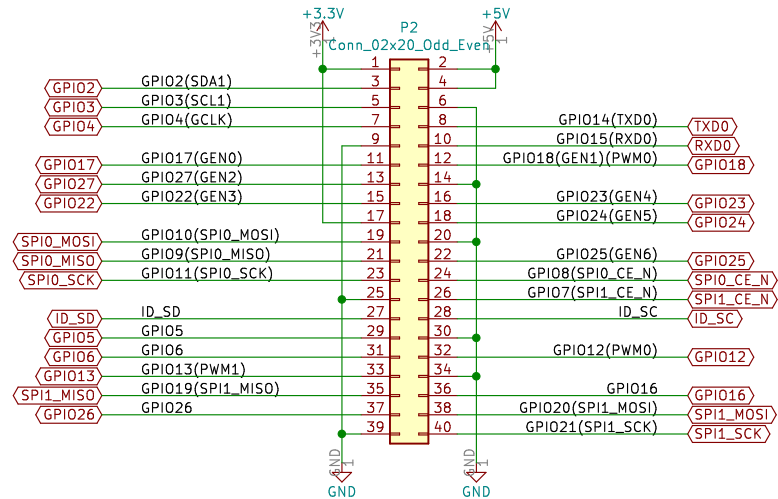 +3.3V
+5V
P2
Conn_02x20_Odd_Even
+3V3
1
+5V
1
1 2
GPIO2 GPIO2(SDA1) 3 4
GPIO3 GPIO3(SCL1) 5 6
GPIO4 GPIO4(GCLK) 7 8 GPIO14(TXD0) TXD0
9 10 GPIO15(RXD0) RXD0
GPIO17 GPIO17(GEN0) 11 12 GPIO18(GEN1)(PWM0) GPIO18
GPIO27 GPIO27(GEN2) 13 14
GPIO22 GPIO22(GEN3) 15 16 GPIO23(GEN4) GPIO23
17 18 GPIO24(GEN5) GPIO24
SPI0_MOSI GPIO10(SPI0_MOSI) 19 20
SPI0_MISO GPIO9(SPI0_MISO) 21 22 GPIO25(GEN6) GPIO25
SPI0_SCK GPIO11(SPI0_SCK) 23 24 GPIO8(SPI0_CE_N) SPI0_CE_N
25 26 GPIO7(SPI1_CE_N) SPI1_CE_N
ID_SD ID_SD 27 28 ID_SC ID_SC
GPIO5 GPIO5 29 30
GPIO6 GPIO6 31 32 GPIO12(PWM0) GPIO12
GPIO13 GPIO13(PWM1) 33 34
SPI1_MISO GPIO19(SPI1_MISO) 35 36 GPIO16 GPIO16
GPIO26 GPIO26 37 38 GPIO20(SPI1_MOSI) SPI1_MOSI
39 40 GPIO21(SPI1_SCK) SPI1_SCK
GND
1
GND
1
GND
GND